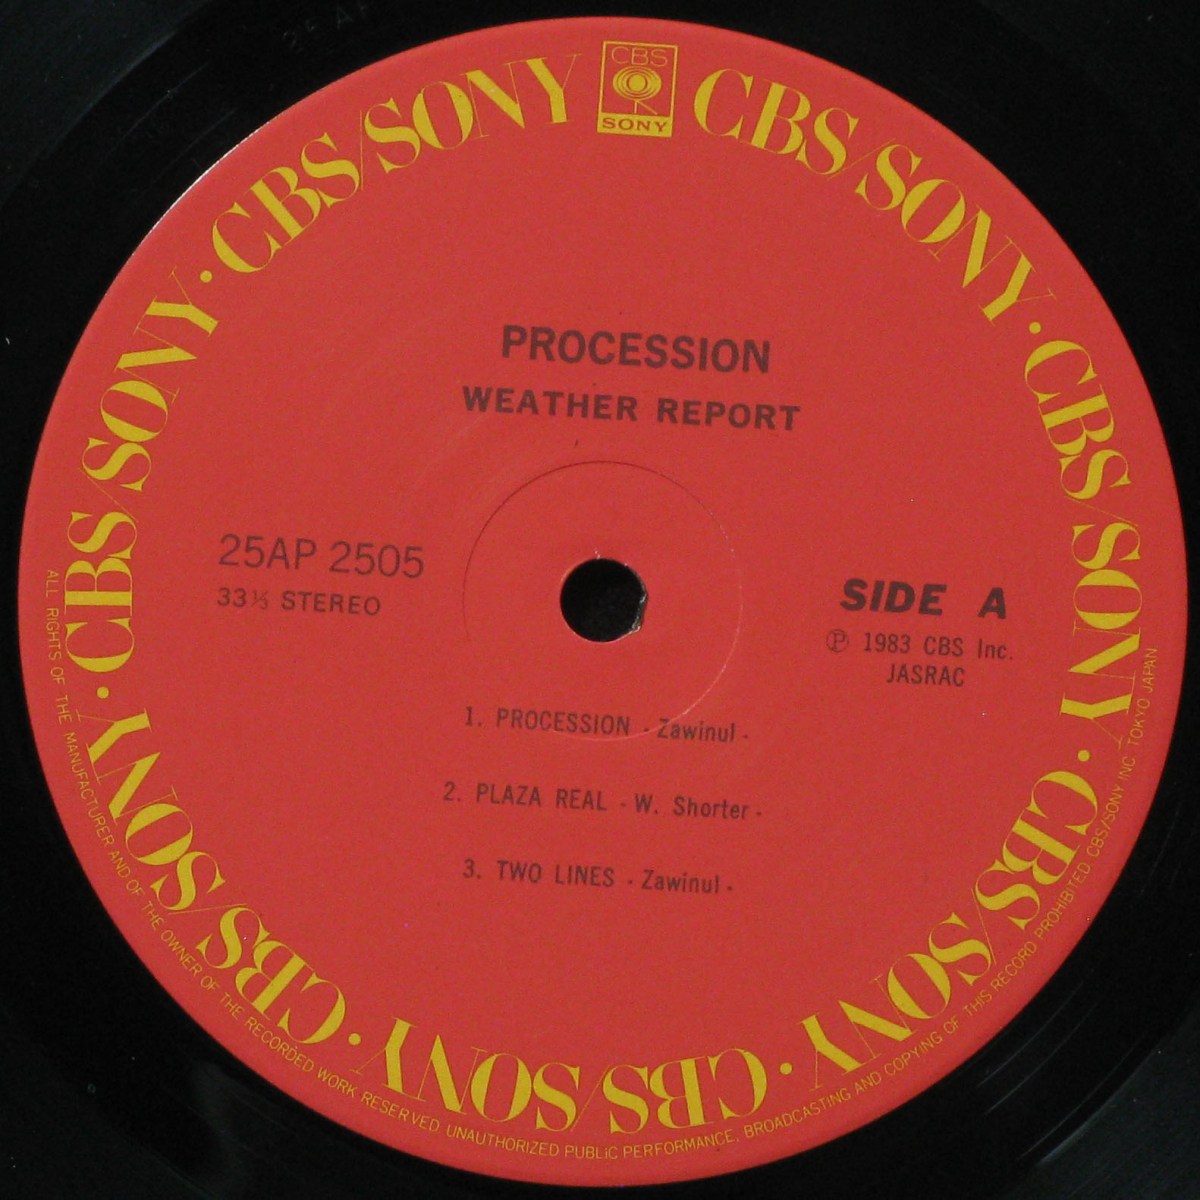 CBS
SONY
CBS/SONY · CBS/SONY · CBS/SONY · CBS/SONY · CBS/SONY · CBS/SONY · CBS/SONY
PROCESSION
WEATHER REPORT
25AP 2505
33⅓ STEREO
SIDE A
℗ 1983 CBS Inc.
JASRAC
1. PROCESSION - Zawinul -
2. PLAZA REAL - W. Shorter -
3. TWO LINES - Zawinul -
ALL RIGHTS OF THE MANUFACTURER AND OF THE OWNER OF THE RECORDED WORK RESERVED. UNAUTHORIZED PUBLIC PERFORMANCE, BROADCASTING AND COPYING OF THIS RECORD PROHIBITED. CBS/SONY INC. TOKYO JAPAN